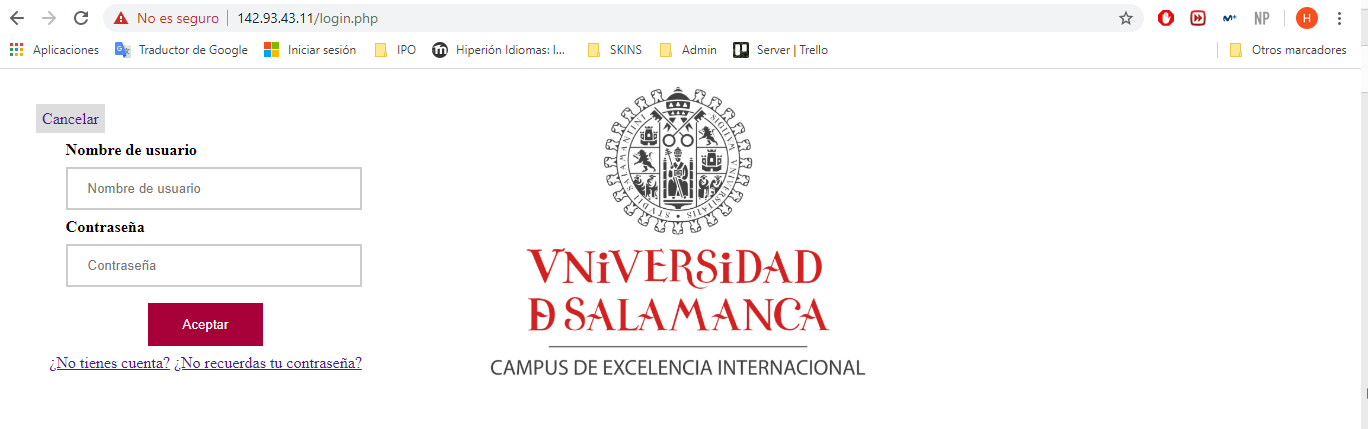 No es seguro | 142.93.43.11/login.php
NP
H
Aplicaciones Traductor de Google Iniciar sesión IPO Hiperión Idiomas: I... SKINS Admin Server | Trello Otros marcadores
Cancelar
Nombre de usuario
Nombre de usuario
Contraseña
Contraseña
Aceptar
¿No tienes cuenta? ¿No recuerdas tu contraseña?
VNiVERSiDAD
D SALAMANCA
CAMPUS DE EXCELENCIA INTERNACIONAL